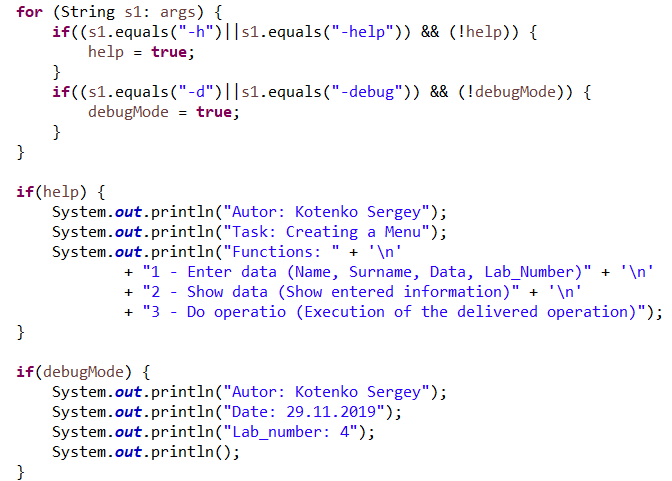 for (String s1: args) {
    if((s1.equals("-h")||s1.equals("-help")) && (!help)) {
        help = true;
    }
    if((s1.equals("-d")||s1.equals("-debug")) && (!debugMode)) {
        debugMode = true;
    }
}

if(help) {
    System.out.println("Autor: Kotenko Sergey");
    System.out.println("Task: Creating a Menu");
    System.out.println("Functions: " + '\n'
            + "1 - Enter data (Name, Surname, Data, Lab_Number)" + '\n'
            + "2 - Show data (Show entered information)" + '\n'
            + "3 - Do operatio (Execution of the delivered operation)");
}

if(debugMode) {
    System.out.println("Autor: Kotenko Sergey");
    System.out.println("Date: 29.11.2019");
    System.out.println("Lab_number: 4");
    System.out.println();
}